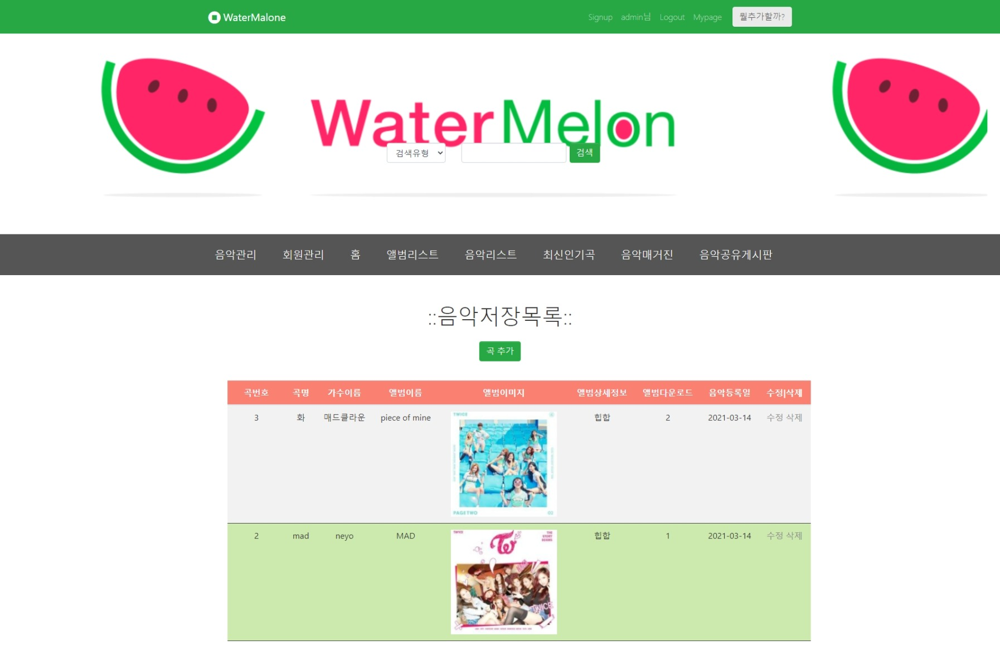 WaterMalone Signup admin님 Logout Mypage 뭘추가할까?
WaterMelon
검색유형 검색
음악관리 회원관리 홈 앨범리스트 음악리스트 최신인기곡 음악매거진 음악공유게시판
::음악저장목록::
곡 추가
곡번호 곡명 가수이름 앨범이름 앨범이미지 앨범상세정보 앨범다운로드 음악등록일 수정|삭제
3 화 매드클라운 piece of mine 힙합 2 2021-03-14 수정 삭제
TWICE
PAGE TWO 02
2 mad neyo MAD 힙합 1 2021-03-14 수정 삭제
TWICE THE
STORY
BEGINS
TWICE